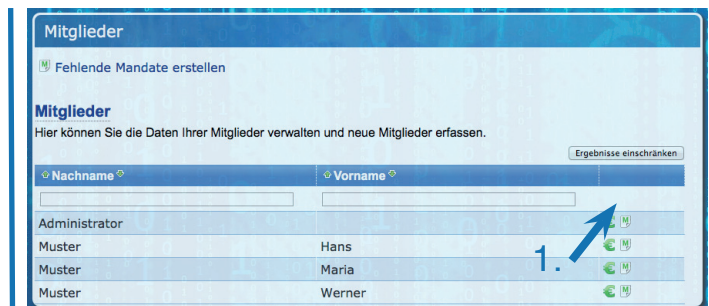 Mitglieder
Fehlende Mandate erstellen
Mitglieder
Hier können Sie die Daten Ihrer Mitglieder verwalten und neue Mitglieder erfassen.
Ergebnisse einschränken
Nachname Vorname
Administrator € M
Muster Hans € M
1.
Muster Maria € M
Muster Werner € M